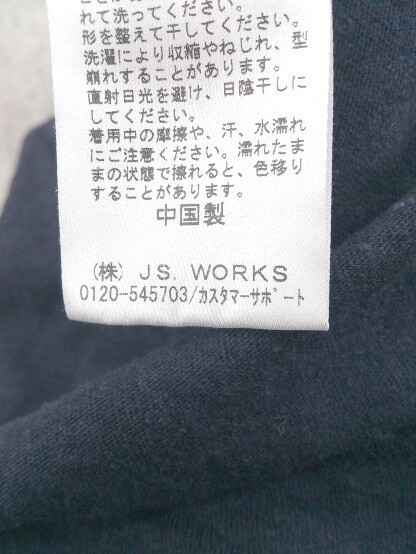 れて洗ってください。
形を整えて干してください。
洗濯により収縮やねじれ、型
崩れすることがあります。
直射日光を避け、日陰干しに
してください。
着用中の摩擦や、汗、水濡れ
にご注意ください。濡れたま
まの状態で擦れると、色移り
することがあります。
中国製
(株) JS. WORKS
0120-545703/カスタマーサポート